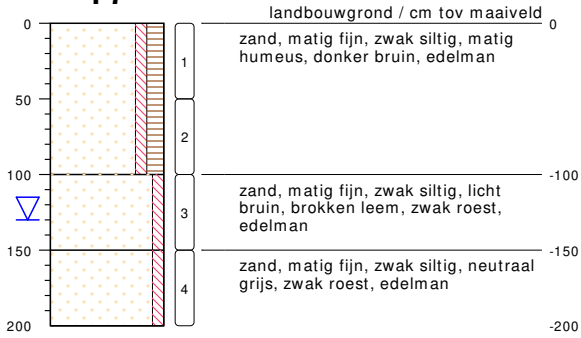 landbouwgrond / cm tov maaiveld
0
0
zand, matig fijn, zwak siltig, matig
humeus, donker bruin, edelman
1
50
2
100
-100
zand, matig fijn, zwak siltig, licht
bruin, brokken leem, zwak roest,
edelman
3
150
-150
zand, matig fijn, zwak siltig, neutraal
grijs, zwak roest, edelman
4
200
-200